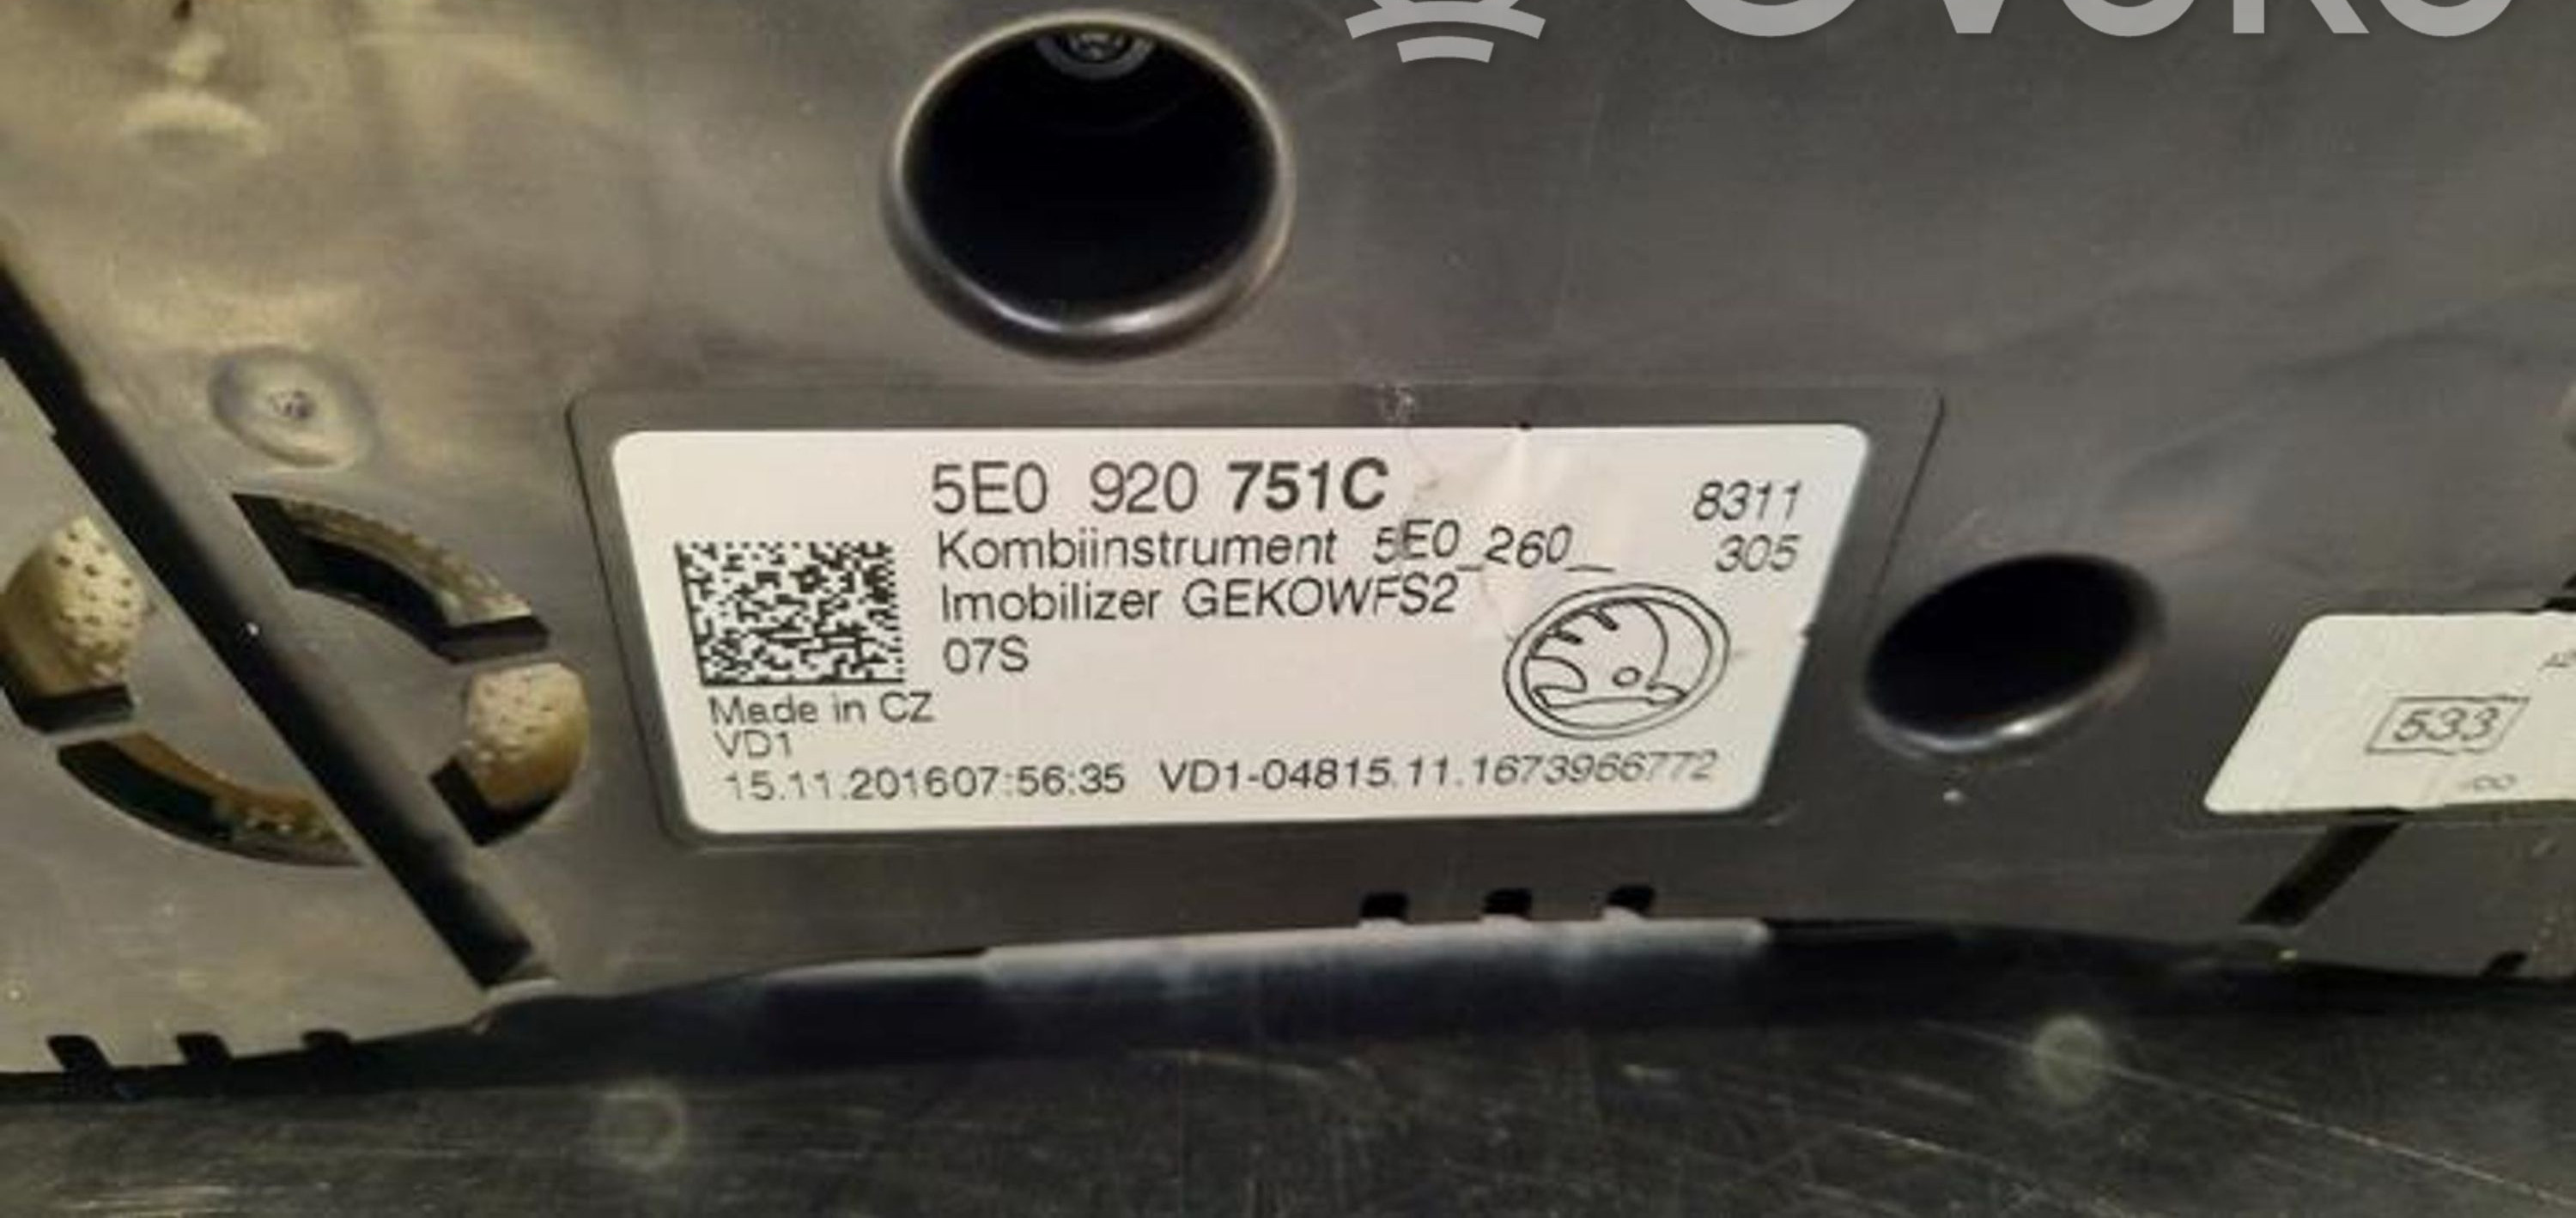 5E0 920 751C
8311
Kombiinstrument 5E0_260__
305
Imobilizer GEKOWFS2
07S
Made in CZ
VD1
15.11.201607:56:35 VD1-04815.11.1673966772
533